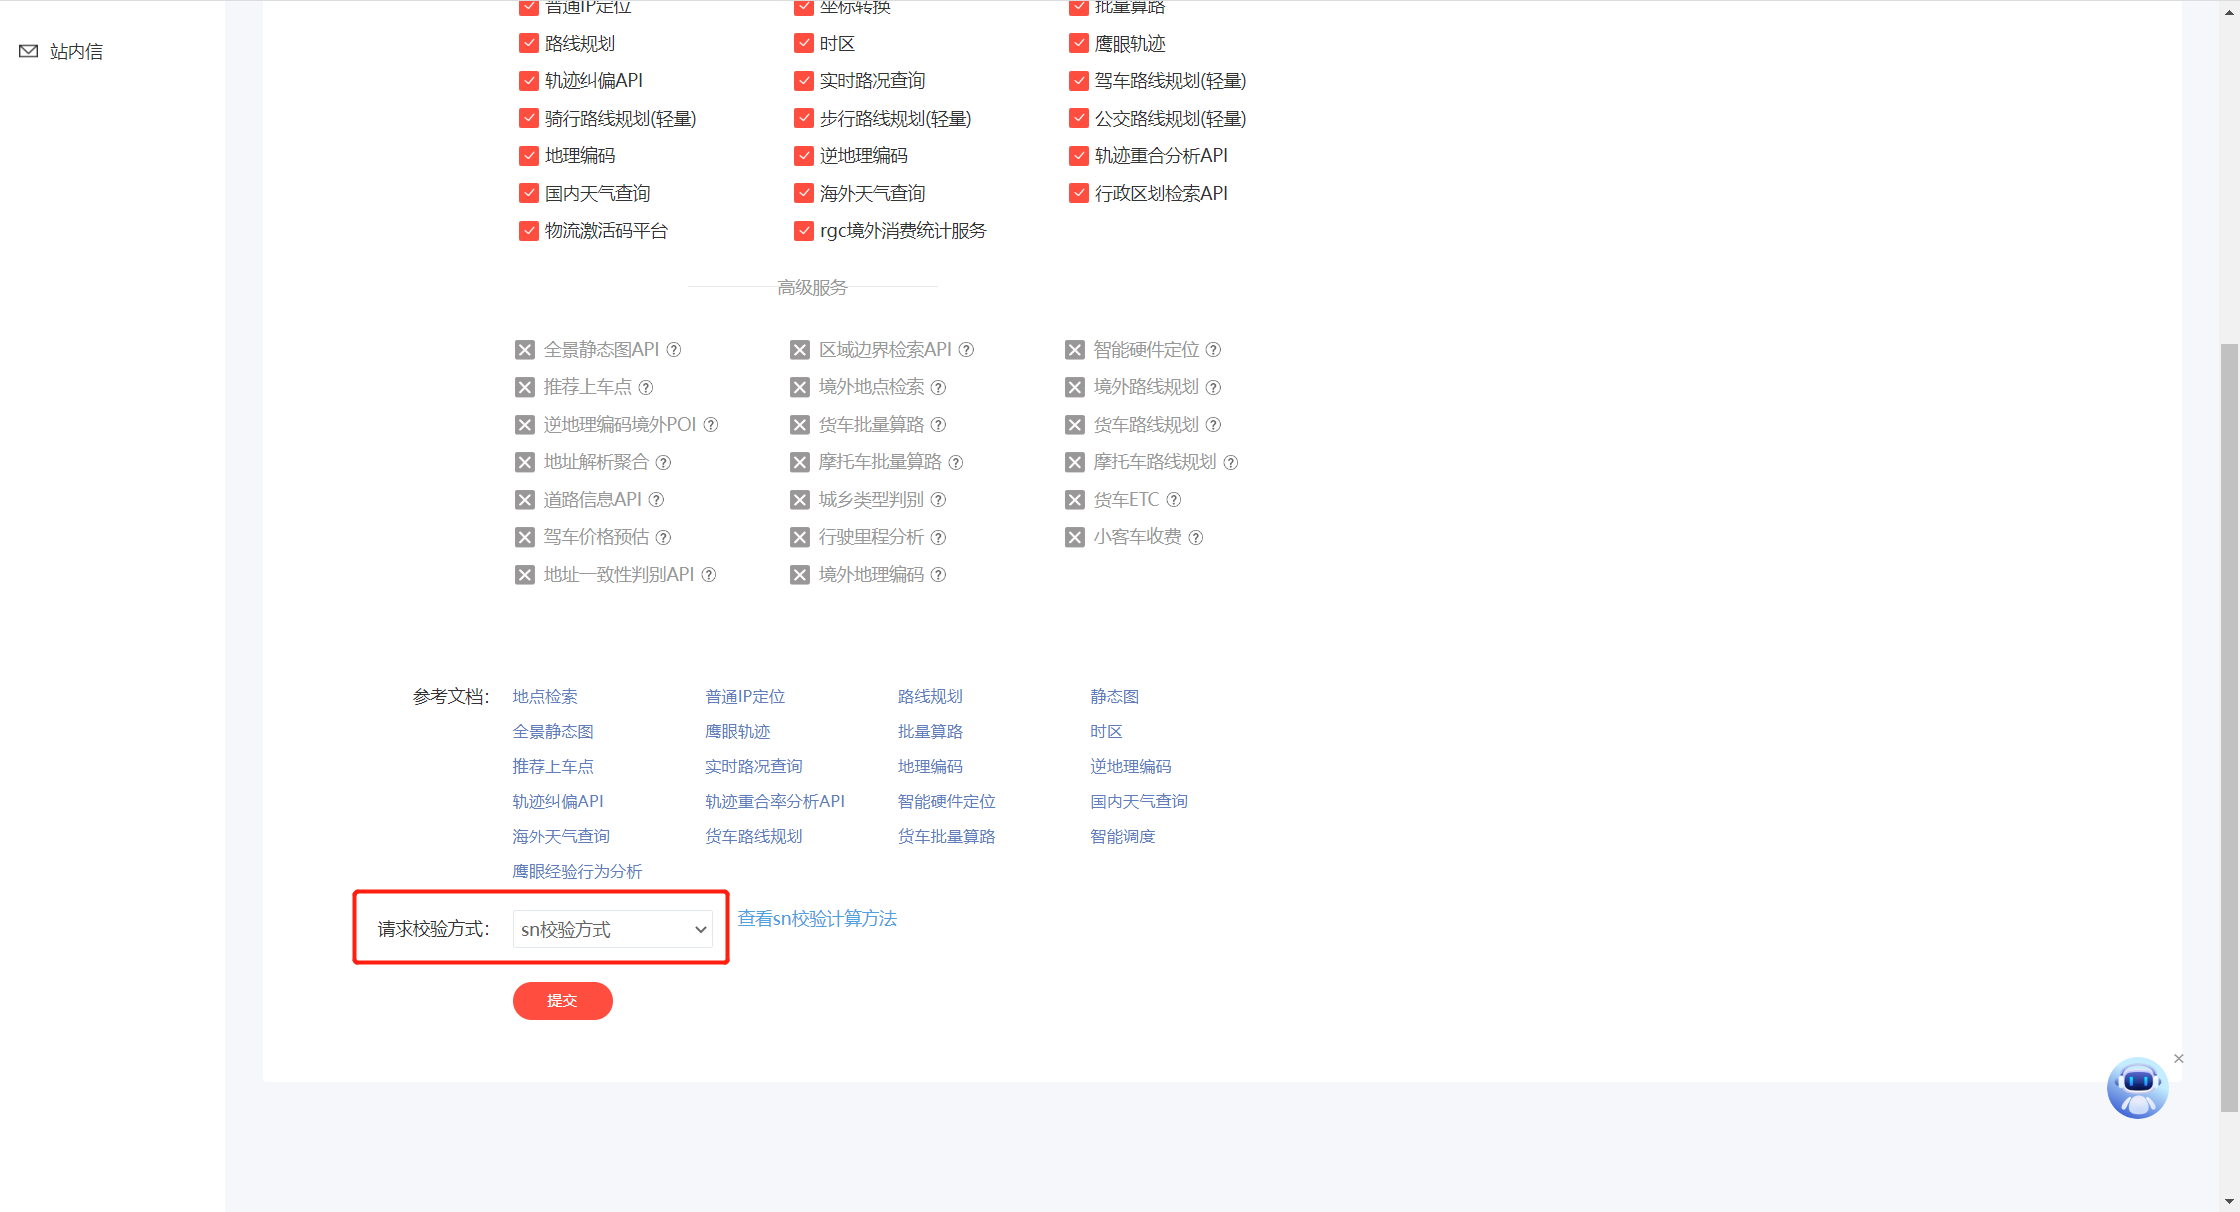 普通IP定位 坐标转换 批量算路
站内信
路线规划 时区 鹰眼轨迹
轨迹纠偏API 实时路况查询 驾车路线规划(轻量)
骑行路线规划(轻量) 步行路线规划(轻量) 公交路线规划(轻量)
地理编码 逆地理编码 轨迹重合分析API
国内天气查询 海外天气查询 行政区划检索API
物流激活码平台 rgc境外消费统计服务
高级服务
全景静态图API 区域边界检索API 智能硬件定位
推荐上车点 境外地点检索 境外路线规划
逆地理编码境外POI 货车批量算路 货车路线规划
地址解析聚合 摩托车批量算路 摩托车路线规划
道路信息API 城乡类型判别 货车ETC
驾车价格预估 行驶里程分析 小客车收费
地址一致性判别API 境外地理编码
参考文档: 地点检索 普通IP定位 路线规划 静态图
全景静态图 鹰眼轨迹 批量算路 时区
推荐上车点 实时路况查询 地理编码 逆地理编码
轨迹纠偏API 轨迹重合率分析API 智能硬件定位 国内天气查询
海外天气查询 货车路线规划 货车批量算路 智能调度
鹰眼经验行为分析
请求校验方式: sn校验方式 查看sn校验计算方法
提交